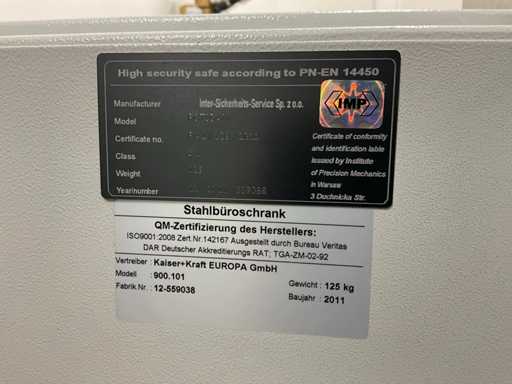 High security safe according to PN-EN 14450
Manufacturer Inter-Sicherheits-Service Sp. z o.o.
Model
Certificate no.
Class
Weight
Year/number
IMP
Certificate of conformity
and identification lable
issued by Institute
of Precision Mechanics
in Warsaw
3 Duchnicka Str.
Stahlbüroschrank
QM-Zertifizierung des Herstellers:
ISO9001:2008 Zert.Nr.142167 Ausgestellt durch Bureau Veritas
DAR Deutscher Akkreditierungs RAT; TGA-ZM-02-92
Vertreiber : Kaiser+Kraft EUROPA GmbH
Modell : 900.101 Gewicht : 125 kg
Fabrik Nr. : 12-559038 Baujahr : 2011